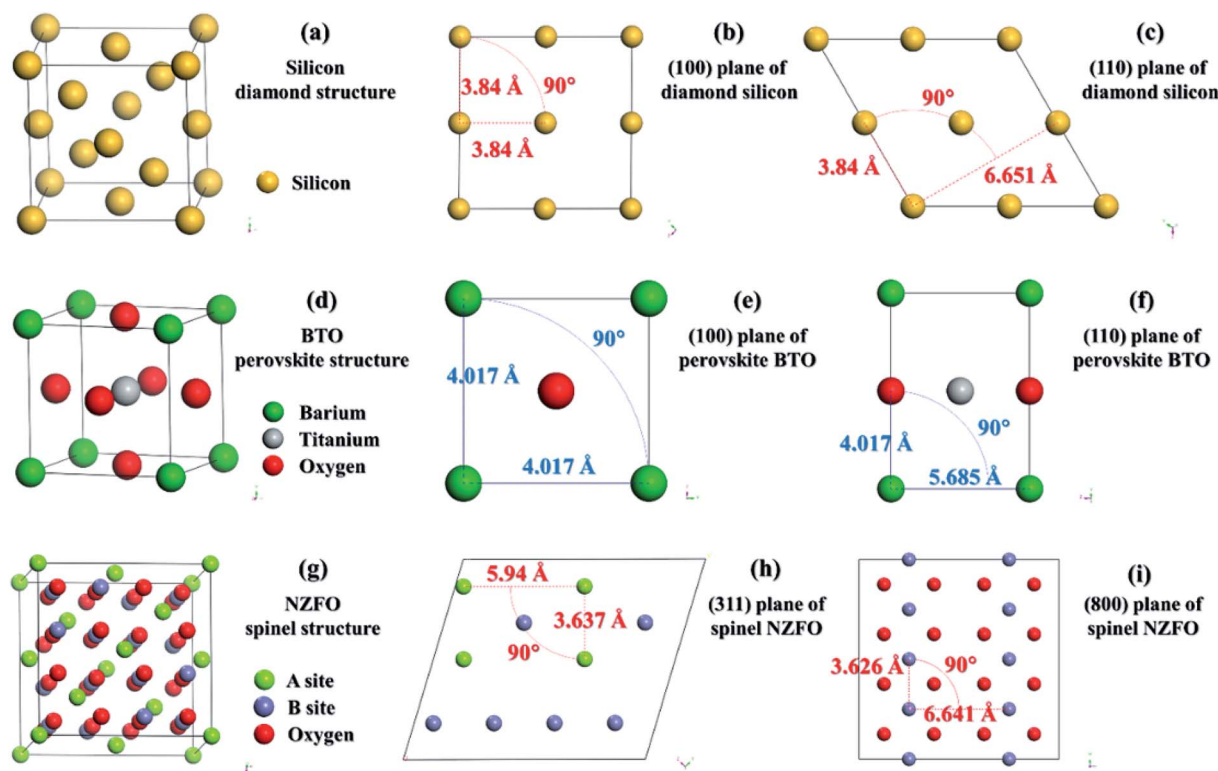 (a)
Silicon
diamond structure
Silicon
(b)
(100) plane of
diamond silicon
3.84 Å
90°
3.84 Å
(c)
(110) plane of
diamond silicon
90°
3.84 Å
6.651 Å
(d)
BTO
perovskite structure
Barium
Titanium
Oxygen
(e)
(100) plane of
perovskite BTO
90°
4.017 Å
4.017 Å
(f)
(110) plane of
perovskite BTO
90°
4.017 Å
5.685 Å
(g)
NZFO
spinel structure
A site
B site
Oxygen
(h)
(311) plane of
spinel NZFO
5.94 Å
3.637 Å
90°
(i)
(800) plane of
spinel NZFO
3.626 Å
90°
6.641 Å